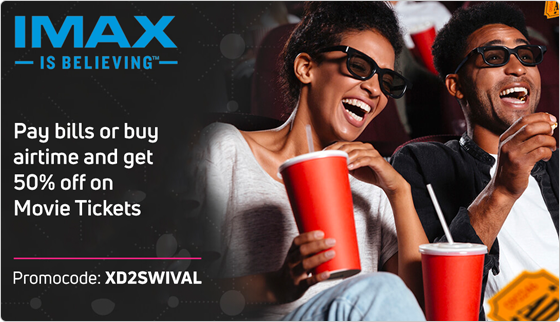 IMAX
IS BELIEVING™
Pay bills or buy
airtime and get
50% off on
Movie Tickets
Promocode: XD2SWIVAL